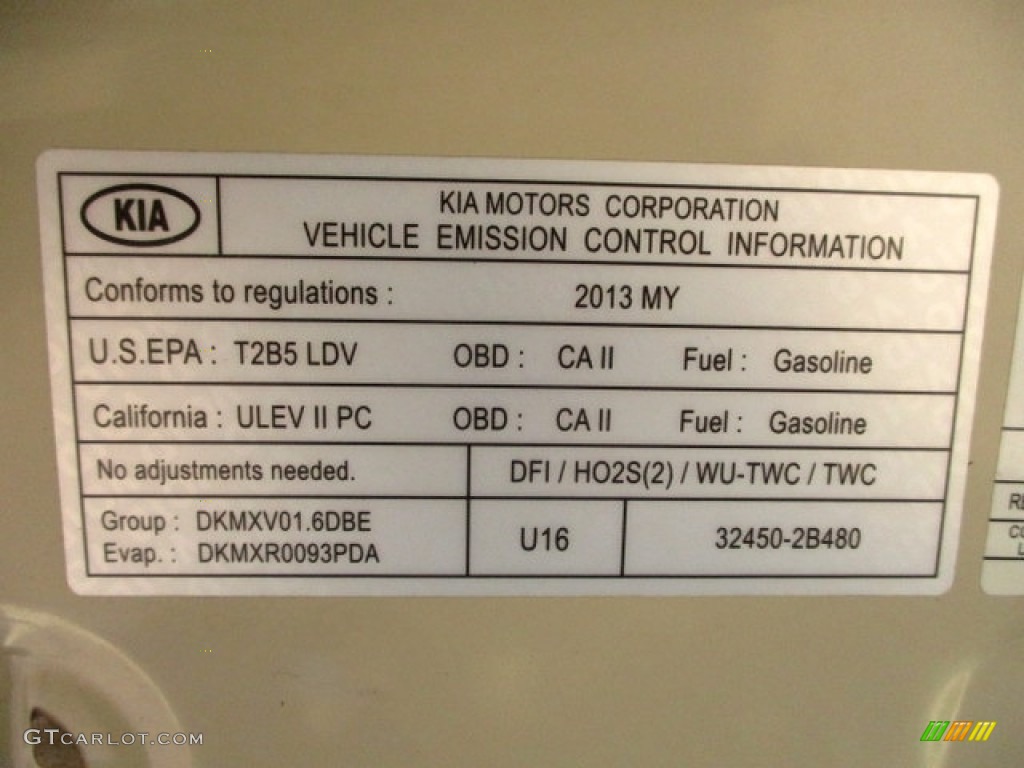 KIA
KIA MOTORS CORPORATION
VEHICLE EMISSION CONTROL INFORMATION
Conforms to regulations : 2013 MY
U.S.EPA : T2B5 LDV OBD : CA II Fuel : Gasoline
California : ULEV II PC OBD : CA II Fuel : Gasoline
No adjustments needed. DFI / HO2S(2) / WU-TWC / TWC
Group : DKMXV01.6DBE
Evap. : DKMXR0093PDA
U16
32450-2B480
GTCARLOT.COM